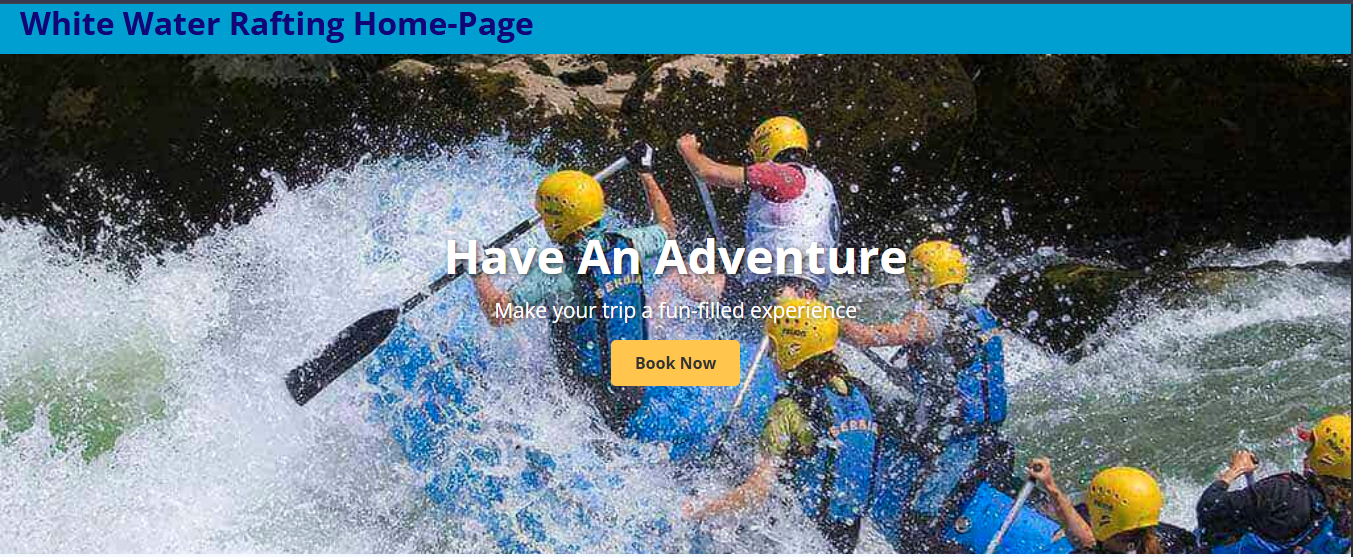 White Water Rafting Home-Page
Have An Adventure
Make your trip a fun-filled experience
Book Now